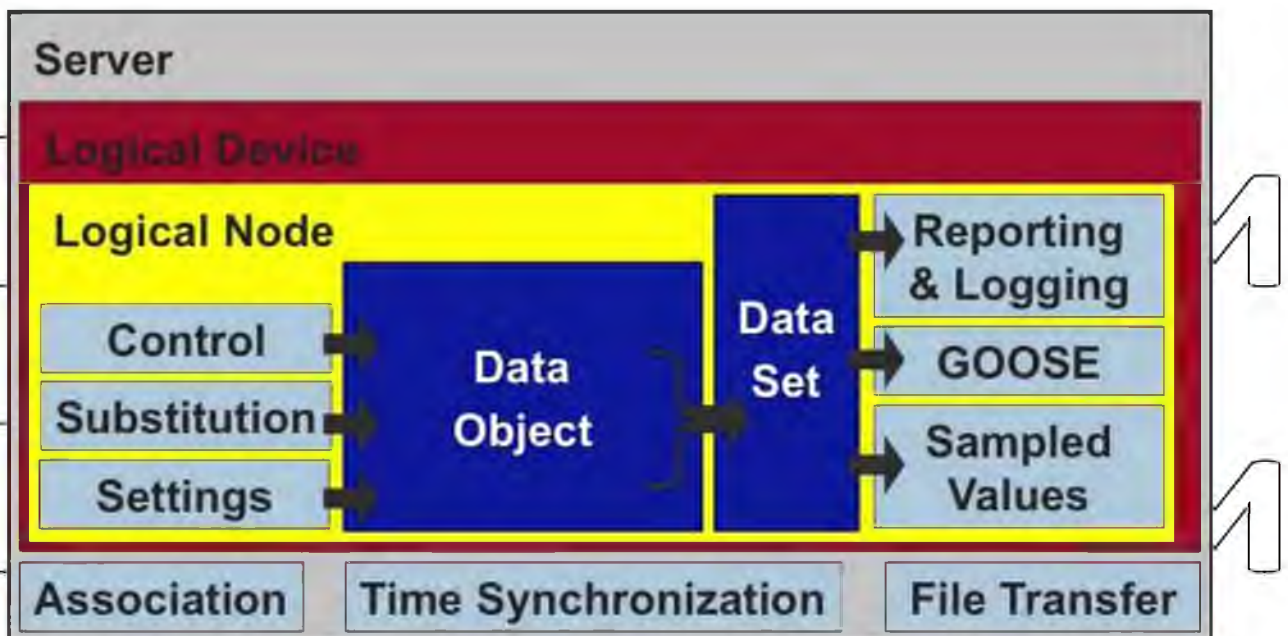 Server
Logical Device
Logical Node
Control
Substitution
Settings
Data
Object
Data
Set
Reporting
& Logging
GOOSE
Sampled
Values
Association
Time Synchronization
File Transfer